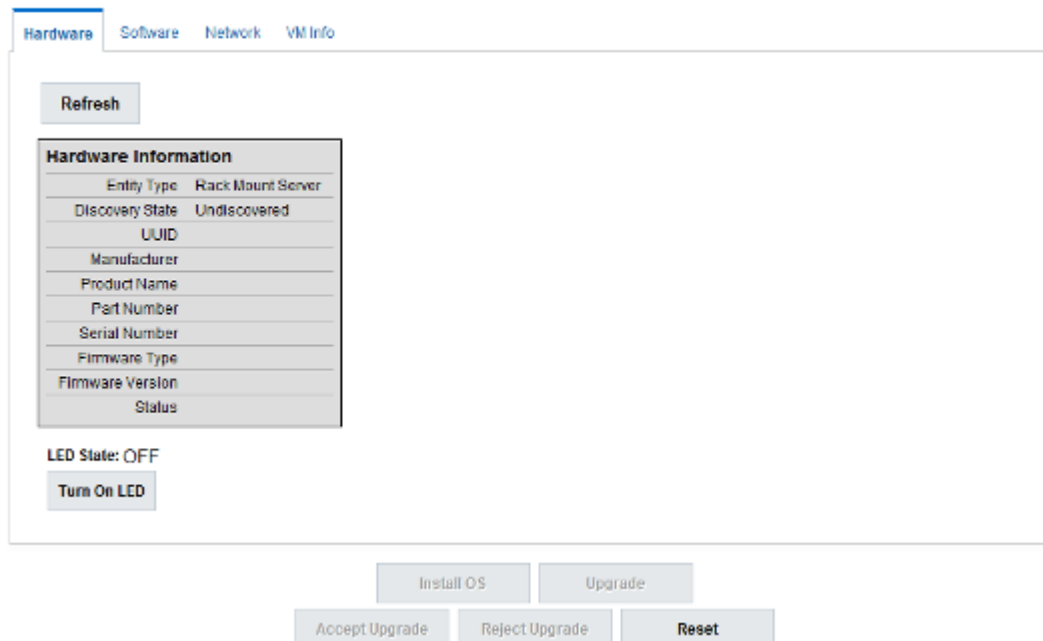 Hardware Software Network VM Info
Refresh
Hardware Information
Entity Type Rack Mount Server
Discovery State Undiscovered
UUID
Manufacturer
Product Name
Part Number
Serial Number
Firmware Type
Firmware Version
Status
LED State: OFF
Turn On LED
Install OS Upgrade
Accept Upgrade Reject Upgrade Reset